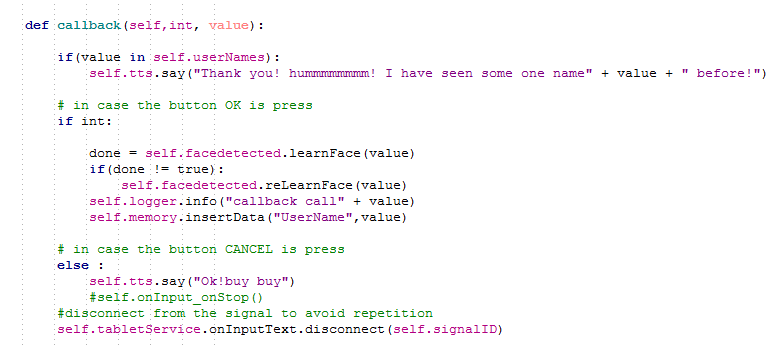 def callback(self,int, value):
if(value in self.userNames):
self.tts.say("Thank you! hummmmmmmm! I have seen some one name" + value + " before!")
# in case the button OK is press
if int:
done = self.facedetected.learnFace(value)
if(done != true):
self.facedetected.reLearnFace(value)
self.logger.info("callback call" + value)
self.memory.insertData("UserName",value)
# in case the button CANCEL is press
else :
self.tts.say("Ok!buy buy")
#self.onInput_onStop()
#disconnect from the signal to avoid repetition
self.tabletService.onInputText.disconnect(self.signalID)